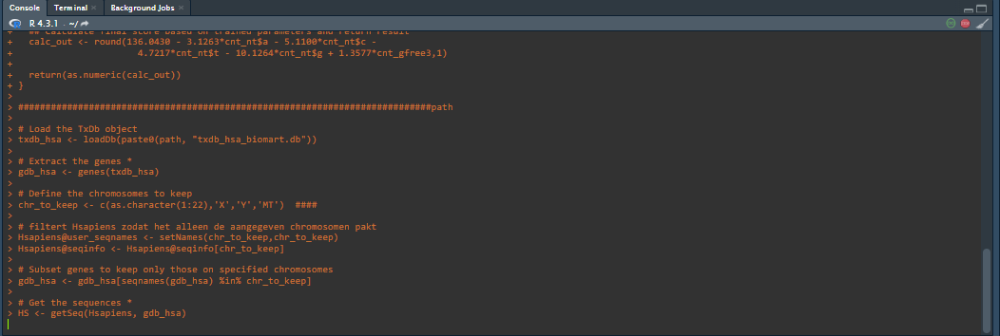 Console Terminal × Background Jobs ×
R 4.3.1 · ~/
+ ## Calculate final score based on trained parameters and return result
+ calc_out <- round(136.0430 - 3.1263*cnt_nt$a - 5.1100*cnt_nt$c -
+ 4.7217*cnt_nt$t - 10.1264*cnt_nt$g + 1.3577*cnt_gfree3,1)
+
+ return(as.numeric(calc_out))
+ }
>
> ############################################################################path
>
> # Load the TxDb object
> txdb_hsa <- loadDb(paste0(path, "txdb_hsa_biomart.db"))
>
> # Extract the genes *
> gdb_hsa <- genes(txdb_hsa)
>
> # Define the chromosomes to keep
> chr_to_keep <- c(as.character(1:22),'X','Y','MT') ####
>
> # filtert Hsapiens zodat het alleen de aangegeven chromosomen pakt
> Hsapiens@user_seqnames <- setNames(chr_to_keep,chr_to_keep)
> Hsapiens@seqinfo <- Hsapiens@seqinfo[chr_to_keep]
>
> # Subset genes to keep only those on specified chromosomes
> gdb_hsa <- gdb_hsa[seqnames(gdb_hsa) %in% chr_to_keep]
>
> # Get the sequences *
> HS <- getSeq(Hsapiens, gdb_hsa)